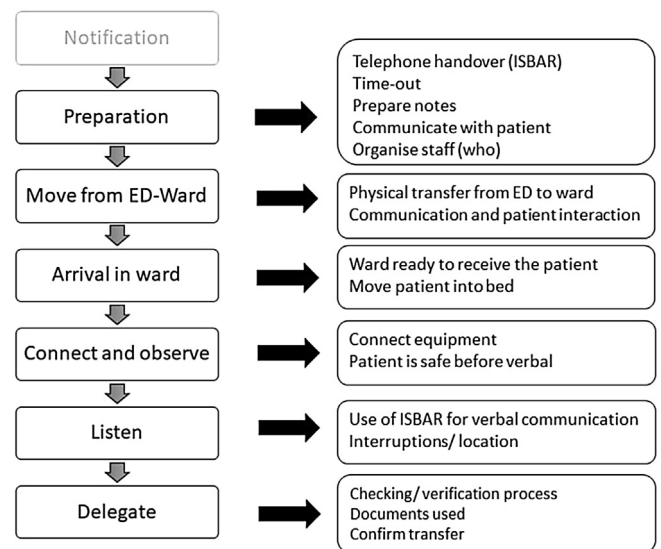 Notification
Preparation
Telephone handover (ISBAR)
Time-out
Prepare notes
Communicate with patient
Organise staff (who)
Move from ED-Ward
Physical transfer from ED to ward
Communication and patient interaction
Arrival in ward
Ward ready to receive the patient
Move patient into bed
Connect and observe
Connect equipment
Patient is safe before verbal
Listen
Use of ISBAR for verbal communication
Interruptions/ location
Delegate
Checking/ verification process
Documents used
Confirm transfer